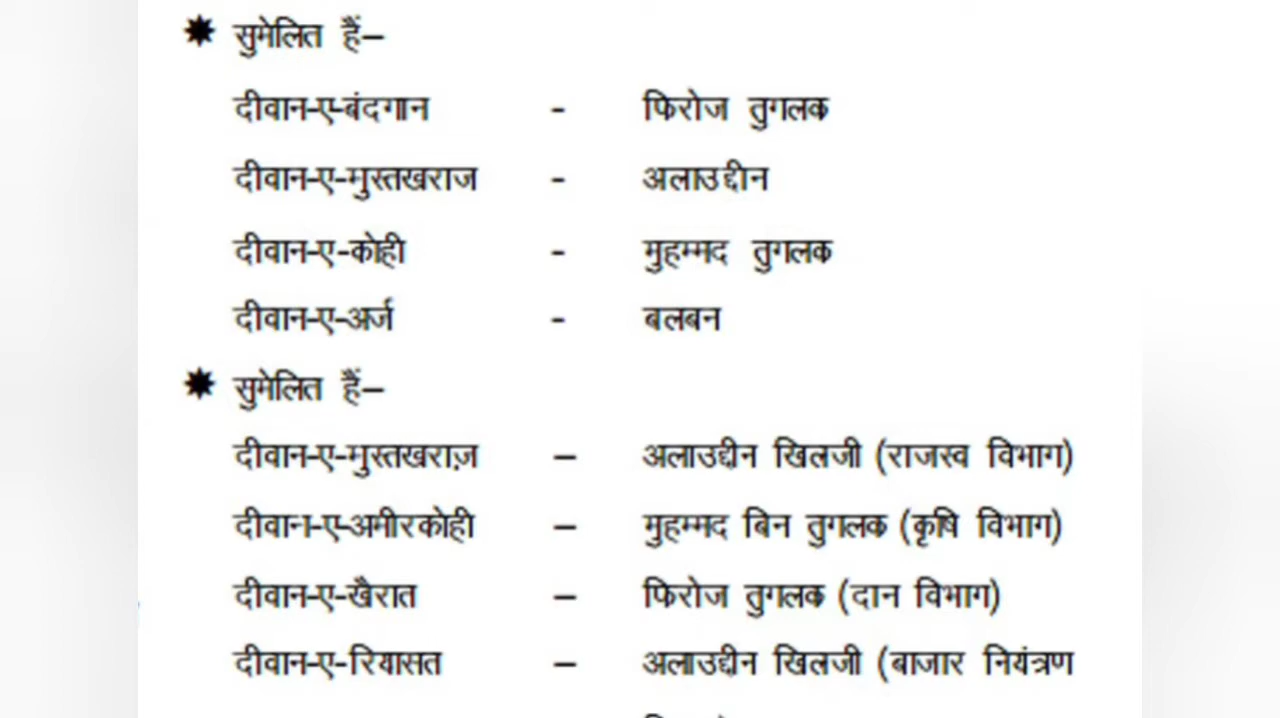 ✸ सुमेलित हैं–
दीवान-ए-बंदगान - फिरोज तुगलक
दीवान-ए-मुस्तखराज - अलाउद्दीन
दीवान-ए-कोही - मुहम्मद तुगलक
दीवान-ए-अर्ज - बलबन
✸ सुमेलित हैं–
दीवान-ए-मुस्तखराज़ – अलाउद्दीन खिलजी (राजस्व विभाग)
दीवान-ए-अमीरकोही – मुहम्मद बिन तुगलक (कृषि विभाग)
दीवान-ए-खैरात – फिरोज तुगलक (दान विभाग)
दीवान-ए-रियासत – अलाउद्दीन खिलजी (बाजार नियंत्रण